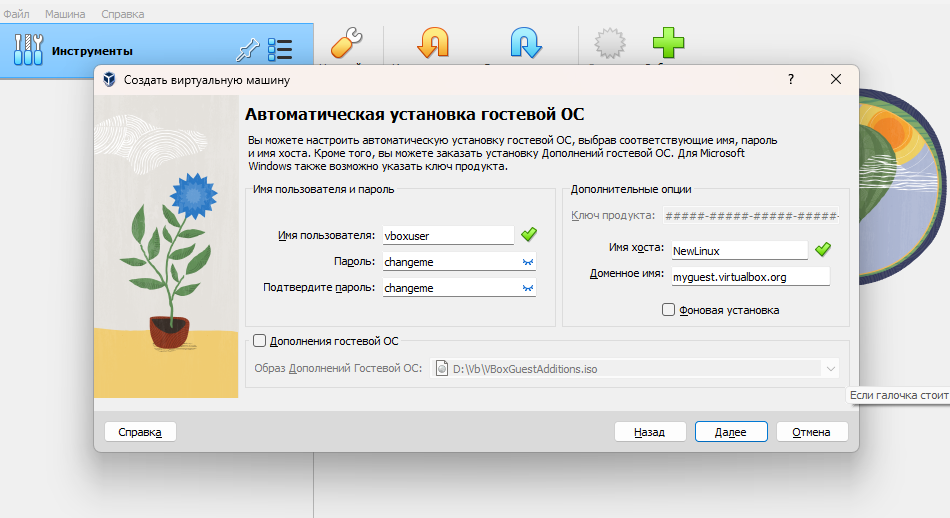 Файл Машина Справка
Инструменты
Создать виртуальную машину
?
Автоматическая установка гостевой ОС
Вы можете настроить автоматическую установку гостевой ОС, выбрав соответствующие имя, пароль
и имя хоста. Кроме того, вы можете заказать установку Дополнений гостевой ОС. Для Microsoft
Windows также возможно указать ключ продукта.
Имя пользователя и пароль
Имя пользователя: vboxuser
Пароль: changeme
Подтвердите пароль: changeme
Дополнительные опции
Ключ продукта: #####-#####-#####-#####-
Имя хоста: NewLinux
Доменное имя: myguest.virtualbox.org
Фоновая установка
Дополнения гостевой ОС
Образ Дополнений Гостевой ОС: D:\Vb\VBoxGuestAdditions.iso
Если галочка стоит
Справка Назад Далее Отмена